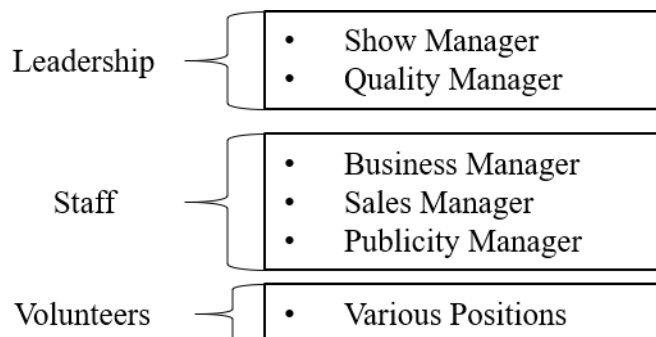 Leadership
• Show Manager
• Quality Manager
Staff
• Business Manager
• Sales Manager
• Publicity Manager
Volunteers
• Various Positions